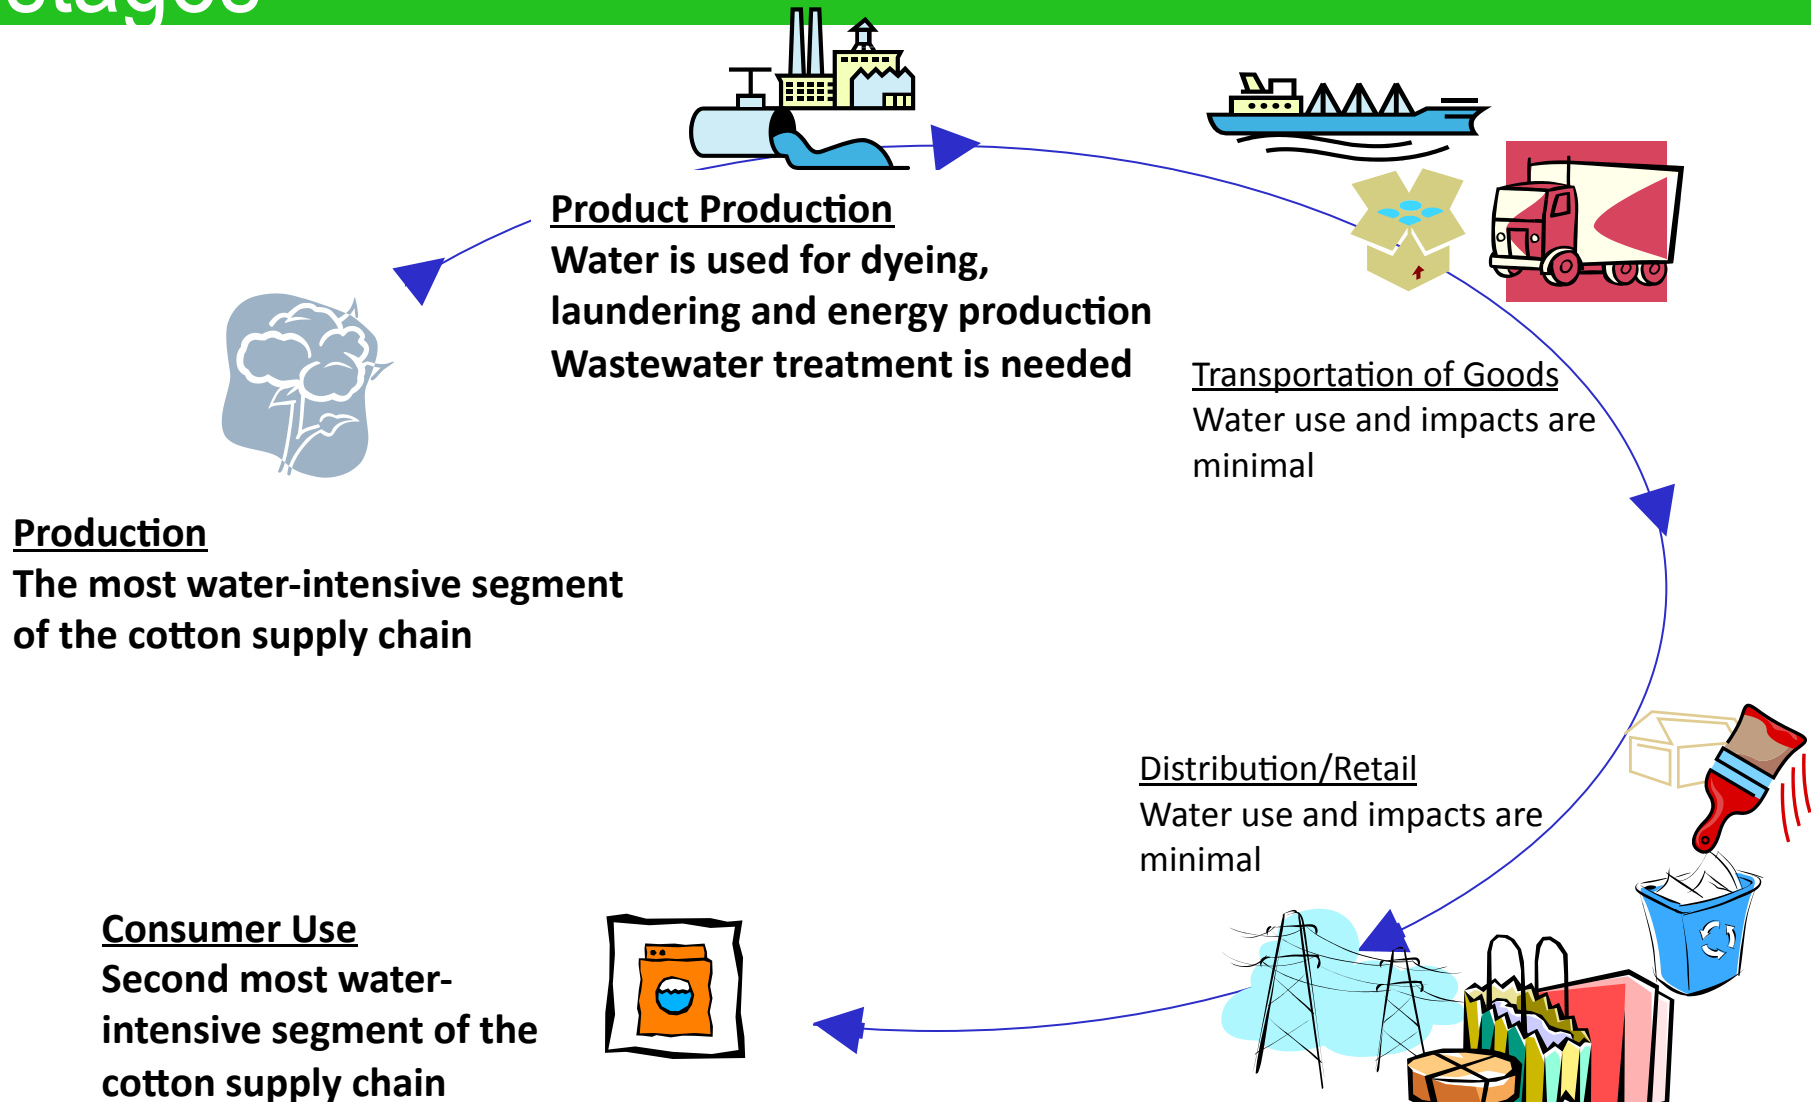 stages
Product Production
Water is used for dyeing,
laundering and energy production
Wastewater treatment is needed
Transportation of Goods
Water use and impacts are
minimal
Production
The most water-intensive segment
of the cotton supply chain
Distribution/Retail
Water use and impacts are
minimal
Consumer Use
Second most water-
intensive segment of the
cotton supply chain